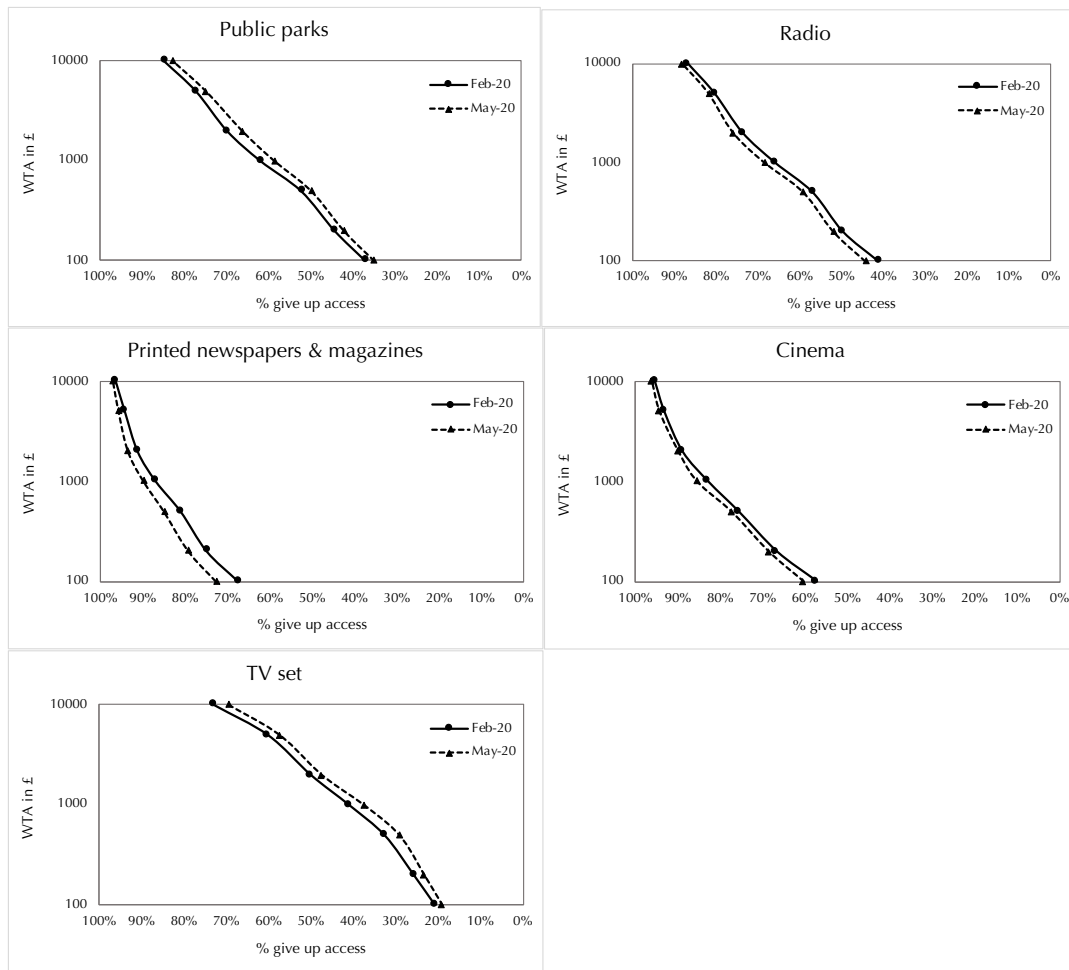 Public parks
10000
1000
100
WTA in £
Feb-20
May-20
100% 90% 80% 70% 60% 50% 40% 30% 20% 10% 0%
% give up access
Radio
10000
1000
100
WTA in £
Feb-20
May-20
100% 90% 80% 70% 60% 50% 40% 30% 20% 10% 0%
% give up access
Printed newspapers & magazines
10000
1000
100
WTA in £
Feb-20
May-20
100% 90% 80% 70% 60% 50% 40% 30% 20% 10% 0%
% give up access
Cinema
10000
1000
100
WTA in £
Feb-20
May-20
100% 90% 80% 70% 60% 50% 40% 30% 20% 10% 0%
% give up access
TV set
10000
1000
100
WTA in £
Feb-20
May-20
100% 90% 80% 70% 60% 50% 40% 30% 20% 10% 0%
% give up access